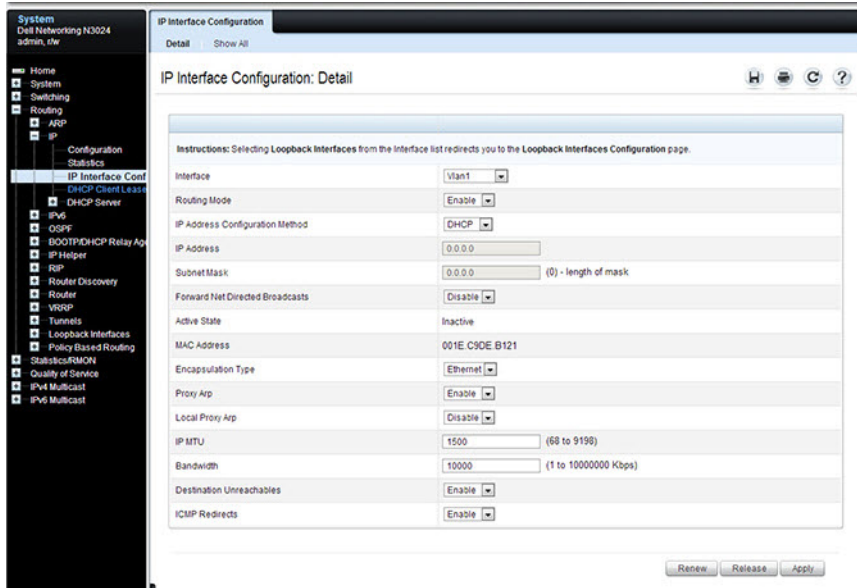 System
Dell Networking N3024
admin, r/w
Home
System
Switching
Routing
ARP
IP
Configuration
Statistics
IP Interface Conf
DHCP Client Lease
DHCP Server
IPv6
OSPF
BOOTP/DHCP Relay Age
IP Helper
RIP
Router Discovery
Router
VRRP
Tunnels
Loopback Interfaces
Policy Based Routing
Statistics/RMON
Quality of Service
IPv4 Multicast
IPv6 Multicast
IP Interface Configuration
Detail Show All
IP Interface Configuration: Detail
Instructions: Selecting Loopback Interfaces from the Interface list redirects you to the Loopback Interfaces Configuration page.
Interface Vlan1
Routing Mode Enable
IP Address Configuration Method DHCP
IP Address 0.0.0.0
Subnet Mask 0.0.0.0 (0) - length of mask
Forward Net Directed Broadcasts Disable
Active State Inactive
MAC Address 001E.C9DE.B121
Encapsulation Type Ethernet
Proxy Arp Enable
Local Proxy Arp Disable
IP MTU 1500 (68 to 9198)
Bandwidth 10000 (1 to 10000000 Kbps)
Destination Unreachables Enable
ICMP Redirects Enable
Renew Release Apply